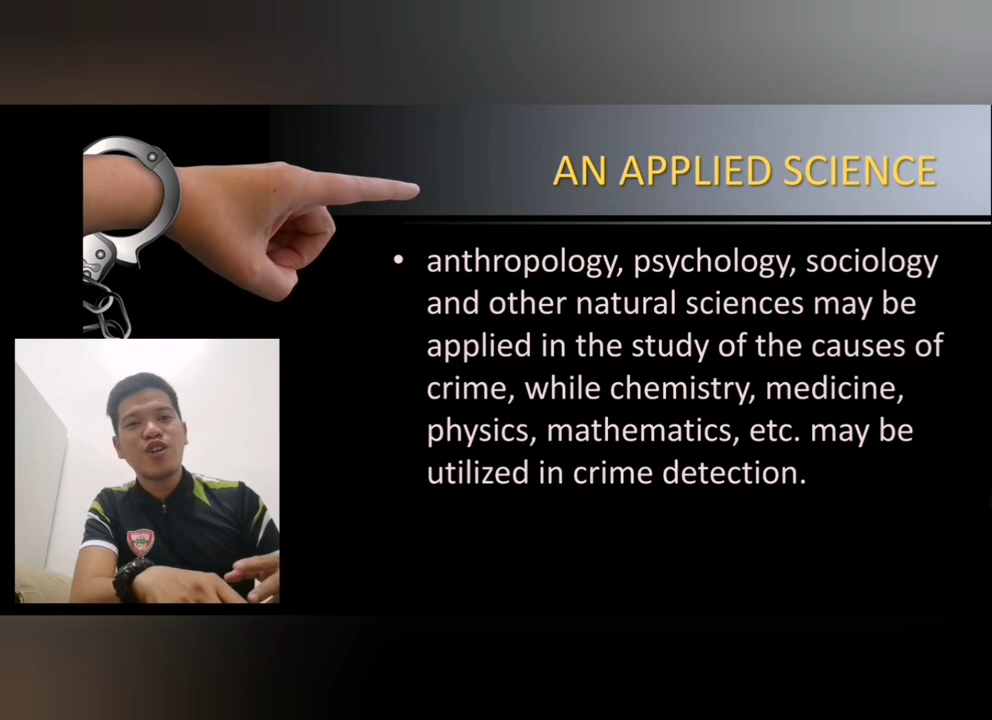 AN APPLIED SCIENCE
• anthropology, psychology, sociology
and other natural sciences may be
applied in the study of the causes of
crime, while chemistry, medicine,
physics, mathematics, etc. may be
utilized in crime detection.